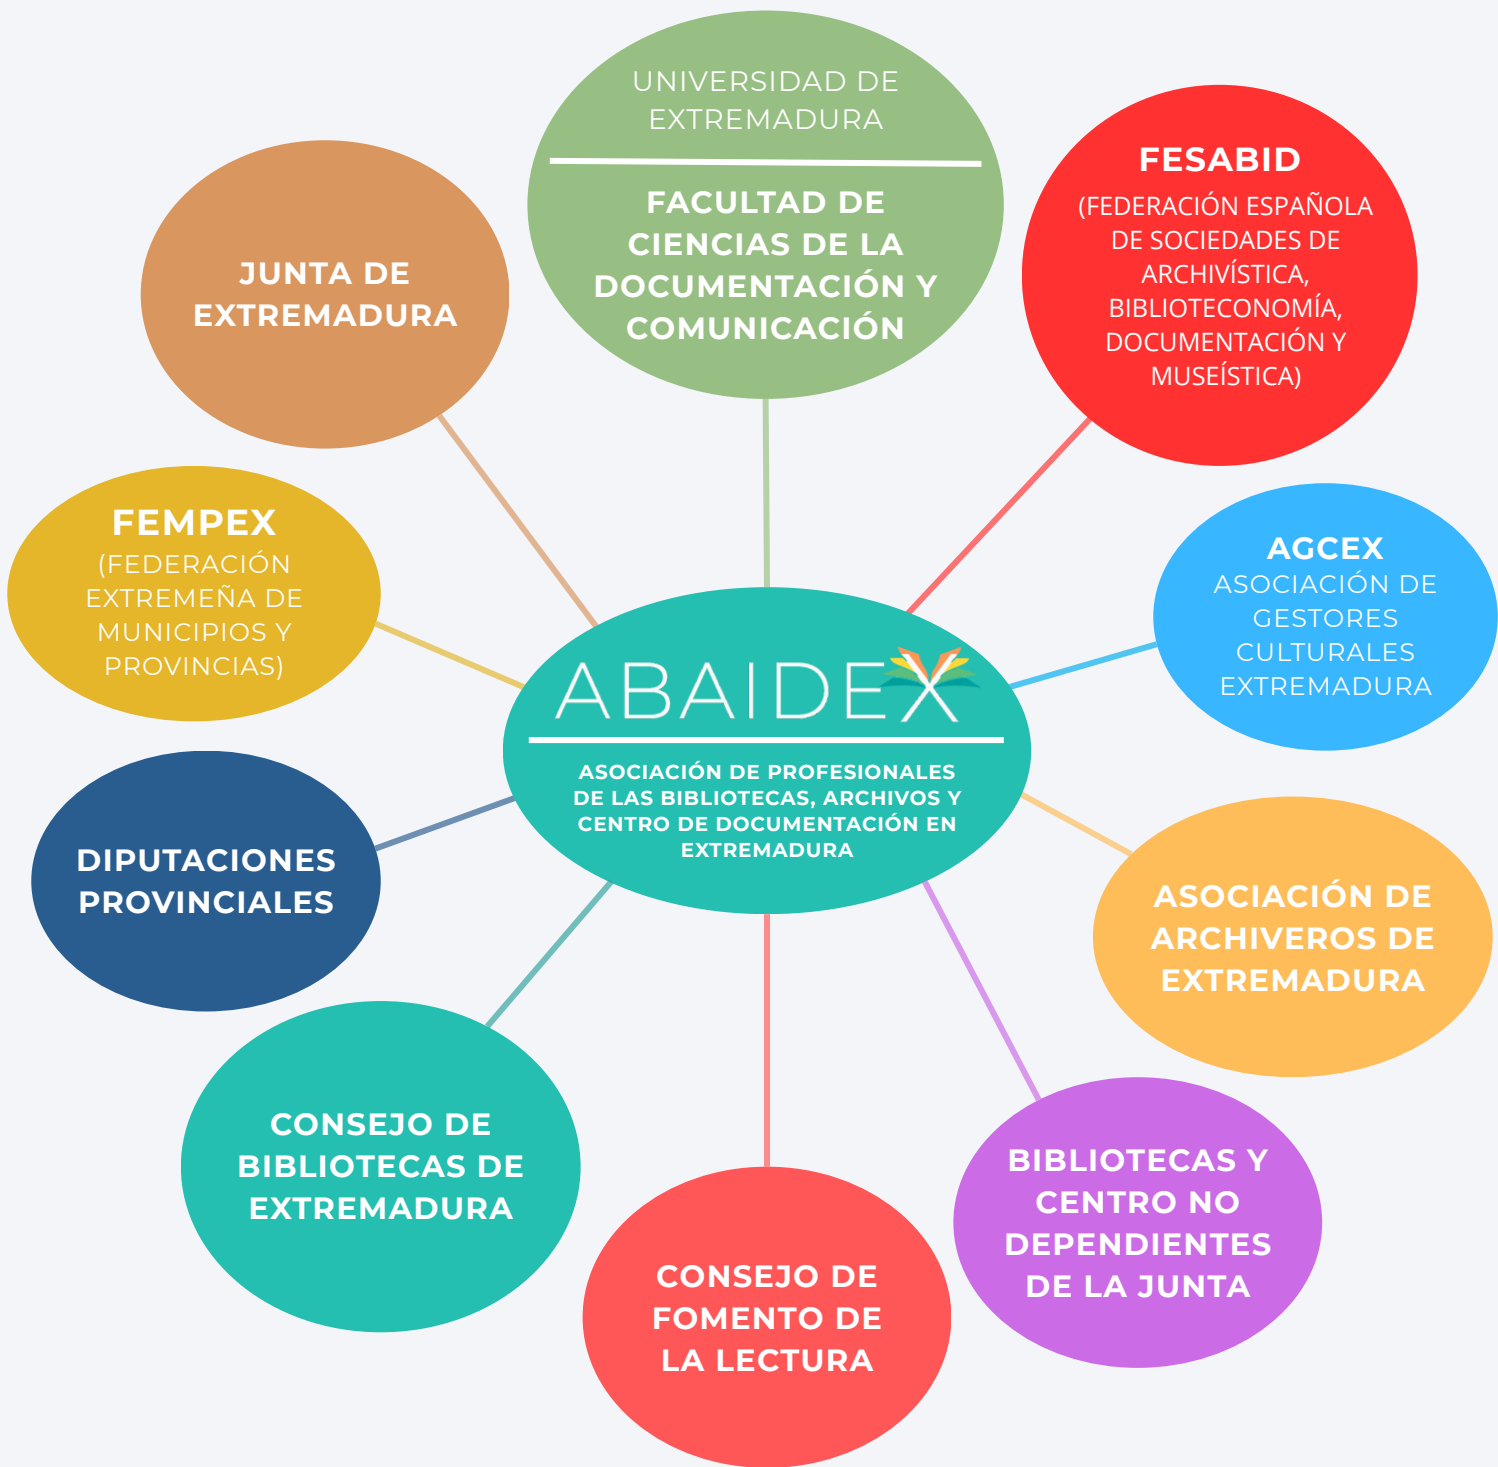 UNIVERSIDAD DE
EXTREMADURA
FACULTAD DE
CIENCIAS DE LA
DOCUMENTACIÓN Y
COMUNICACIÓN
FESABID
(FEDERACIÓN ESPAÑOLA
DE SOCIEDADES DE
ARCHIVÍSTICA,
BIBLIOTECONOMÍA,
DOCUMENTACIÓN Y
MUSEÍSTICA)
JUNTA DE
EXTREMADURA
FEMPEX
(FEDERACIÓN
EXTREMEÑA DE
MUNICIPIOS Y
PROVINCIAS)
AGCEX
ASOCIACIÓN DE
GESTORES
CULTURALES
EXTREMADURA
ABAIDEX
ASOCIACIÓN DE PROFESIONALES
DE LAS BIBLIOTECAS, ARCHIVOS Y
CENTRO DE DOCUMENTACIÓN EN
EXTREMADURA
DIPUTACIONES
PROVINCIALES
ASOCIACIÓN DE
ARCHIVEROS DE
EXTREMADURA
CONSEJO DE
BIBLIOTECAS DE
EXTREMADURA
BIBLIOTECAS Y
CENTRO NO
DEPENDIENTES
DE LA JUNTA
CONSEJO DE
FOMENTO DE
LA LECTURA